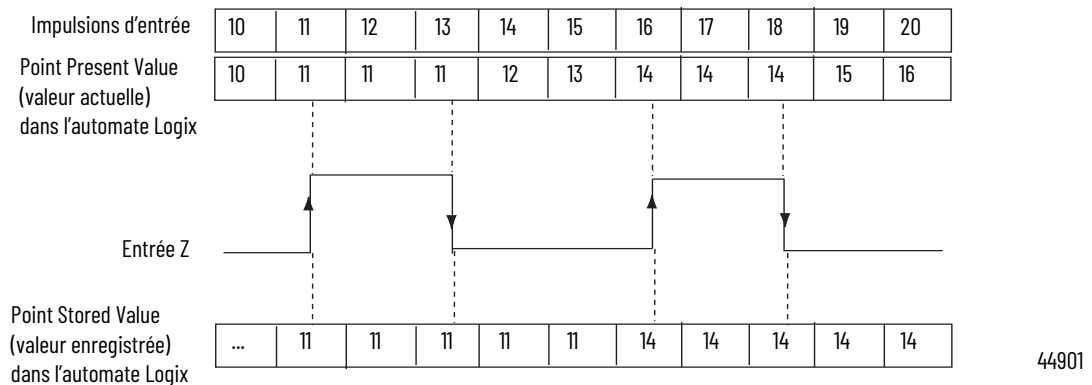 Impulsions d'entrée 10 11 12 13 14 15 16 17 18 19 20
Point Present Value
(valeur actuelle)
dans l'automate Logix
10 11 11 11 12 13 14 14 14 15 16
Entrée Z
Point Stored Value
(valeur enregistrée)
dans l'automate Logix
... 11 11 11 11 11 14 14 14 14 14
44901